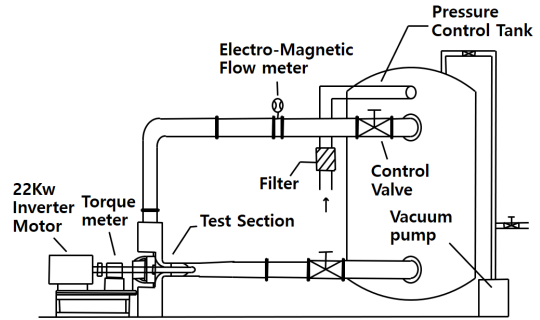 Pressure
Control Tank
Electro-Magnetic
Flow meter
Filter
Control
Valve
22Kw
Inverter
Motor
Torque
meter
Test Section
Vacuum
pump